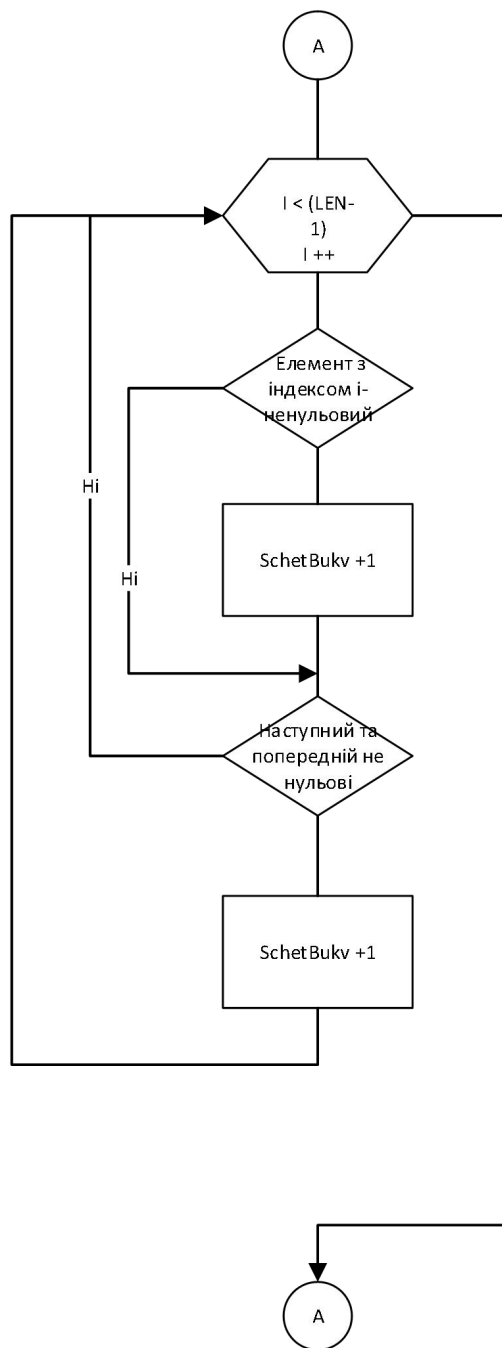 A
I < (LEN-
1)
I ++
Елемент з
індексом і-
ненульовий
Ні
SchetBukv +1
Ні
Наступний та
попередній не
нульові
SchetBukv +1
A